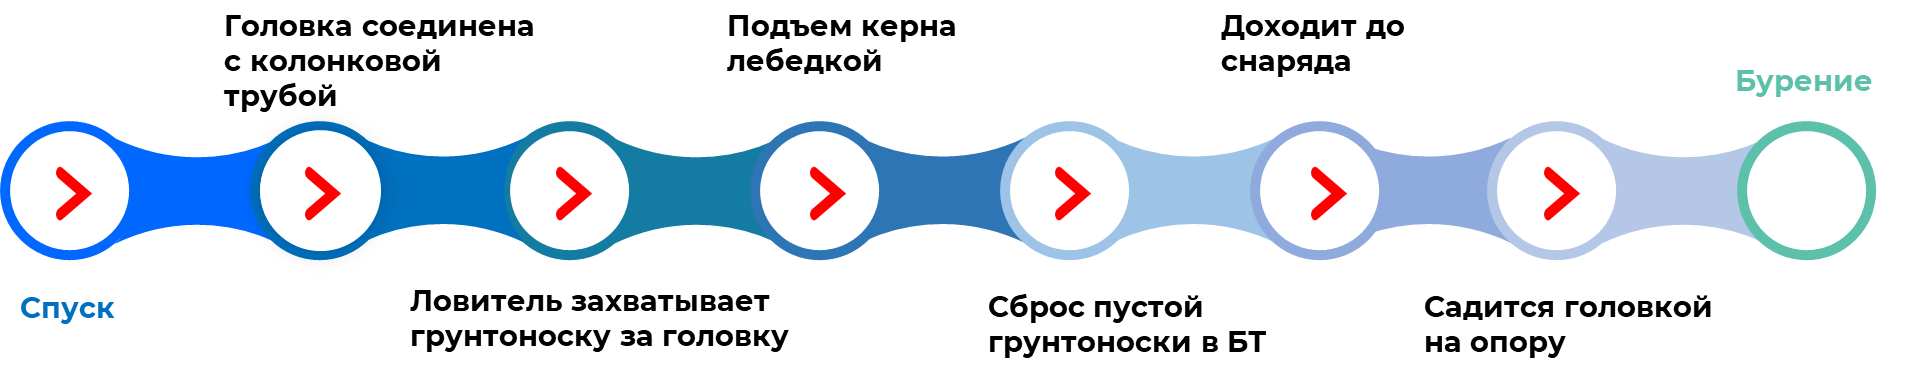 Спуск
Головка соединена
с колонковой
трубой
Ловитель захватывает
грунтоноску за головку
Подъем керна
лебедкой
Сброс пустой
грунтоноски в БТ
Доходит до
снаряда
Садится головкой
на опору
Бурение